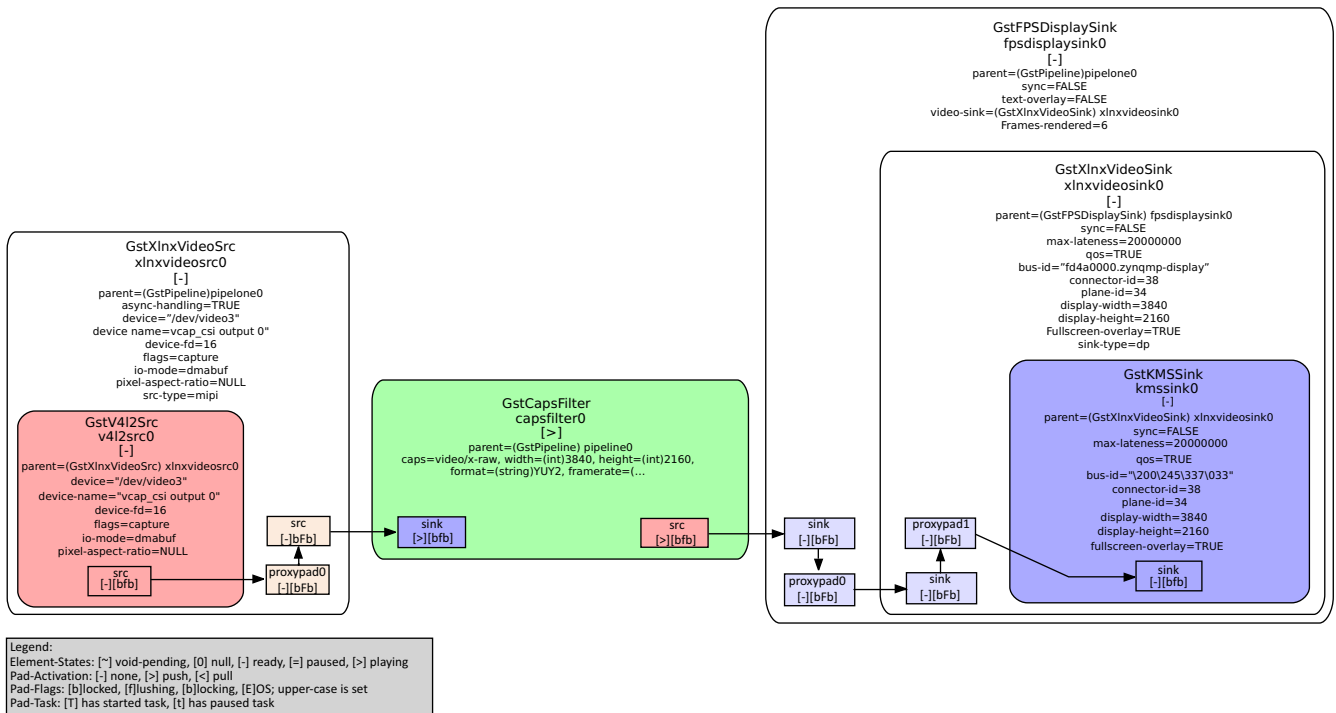 GstFPSDisplaySink
fpsdisplaysink0
[-]
parent=(GstPipeline)pipelone0
sync=FALSE
text-overlay=FALSE
video-sink=(GstXlnxVideoSink) xlnxvideosink0
Frames-rendered=6
GstXlnxVideoSink
xlnxvideosink0
[-]
parent=(GstFPSDisplaySink) fpsdisplaysink0
sync=FALSE
max-lateness=20000000
qos=TRUE
bus-id=”fd4a0000.zynqmp-display”
connector-id=38
plane-id=34
display-width=3840
display-height=2160
Fullscreen-overlay=TRUE
sink-type=dp
GstXlnxVideoSrc
xlnxvideosrc0
[-]
parent=(GstPipeline)pipelone0
async-handling=TRUE
device=”/dev/video3"
device name=vcap_csi output 0"
device-fd=16
flags=capture
io-mode=dmabuf
pixel-aspect-ratio=NULL
src-type=mipi
GstV4l2Src
v4l2src0
[-]
parent=(GstXlnxVideoSrc) xlnxvideosrc0
device="/dev/video3"
device-name="vcap_csi output 0"
device-fd=16
flags=capture
io-mode=dmabuf
pixel-aspect-ratio=NULL
src
[-][bfb]
src
[-][bFb]
proxypad0
[-][bFb]
GstCapsFilter
capsfilter0
[>]
parent=(GstPipeline) pipeline0
caps=video/x-raw, width=(int)3840, height=(int)2160,
format=(string)YUY2, framerate=(...
sink
[>][bfb]
src
[>][bfb]
sink
[-][bFb]
proxypad0
[-][bFb]
proxypad1
[-][bFb]
sink
[-][bFb]
GstKMSSink
kmssink0
[-]
parent=(GstXlnxVideoSink) xlnxvideosink0
sync=FALSE
max-lateness=20000000
qos=TRUE
bus-id="\200\245\337\033"
connector-id=38
plane-id=34
display-width=3840
display-height=2160
fullscreen-overlay=TRUE
sink
[-][bfb]
Legend:
Element-States: [~] void-pending, [0] null, [-] ready, [=] paused, [>] playing
Pad-Activation: [-] none, [>] push, [<] pull
Pad-Flags: [b]locked, [f]lushing, [b]locking, [E]OS; upper-case is set
Pad-Task: [T] has started task, [t] has paused task